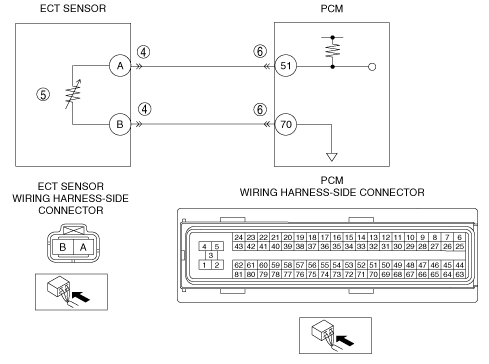 ECT SENSOR
PCM
A 4 6 51
5
B 4 6 70
ECT SENSOR
WIRING HARNESS-SIDE
CONNECTOR
B A
PCM
WIRING HARNESS-SIDE CONNECTOR
24 23 22 21 20 19 18 17 16 15 14 13 12 11 10 9 8 7 6
4 5 43 42 41 40 39 38 37 36 35 34 33 32 31 30 29 28 27 26 25
3
1 2 62 61 60 59 58 57 56 55 54 53 52 51 50 49 48 47 46 45 44
81 80 79 78 77 76 75 74 73 72 71 70 69 68 67 66 65 64 63